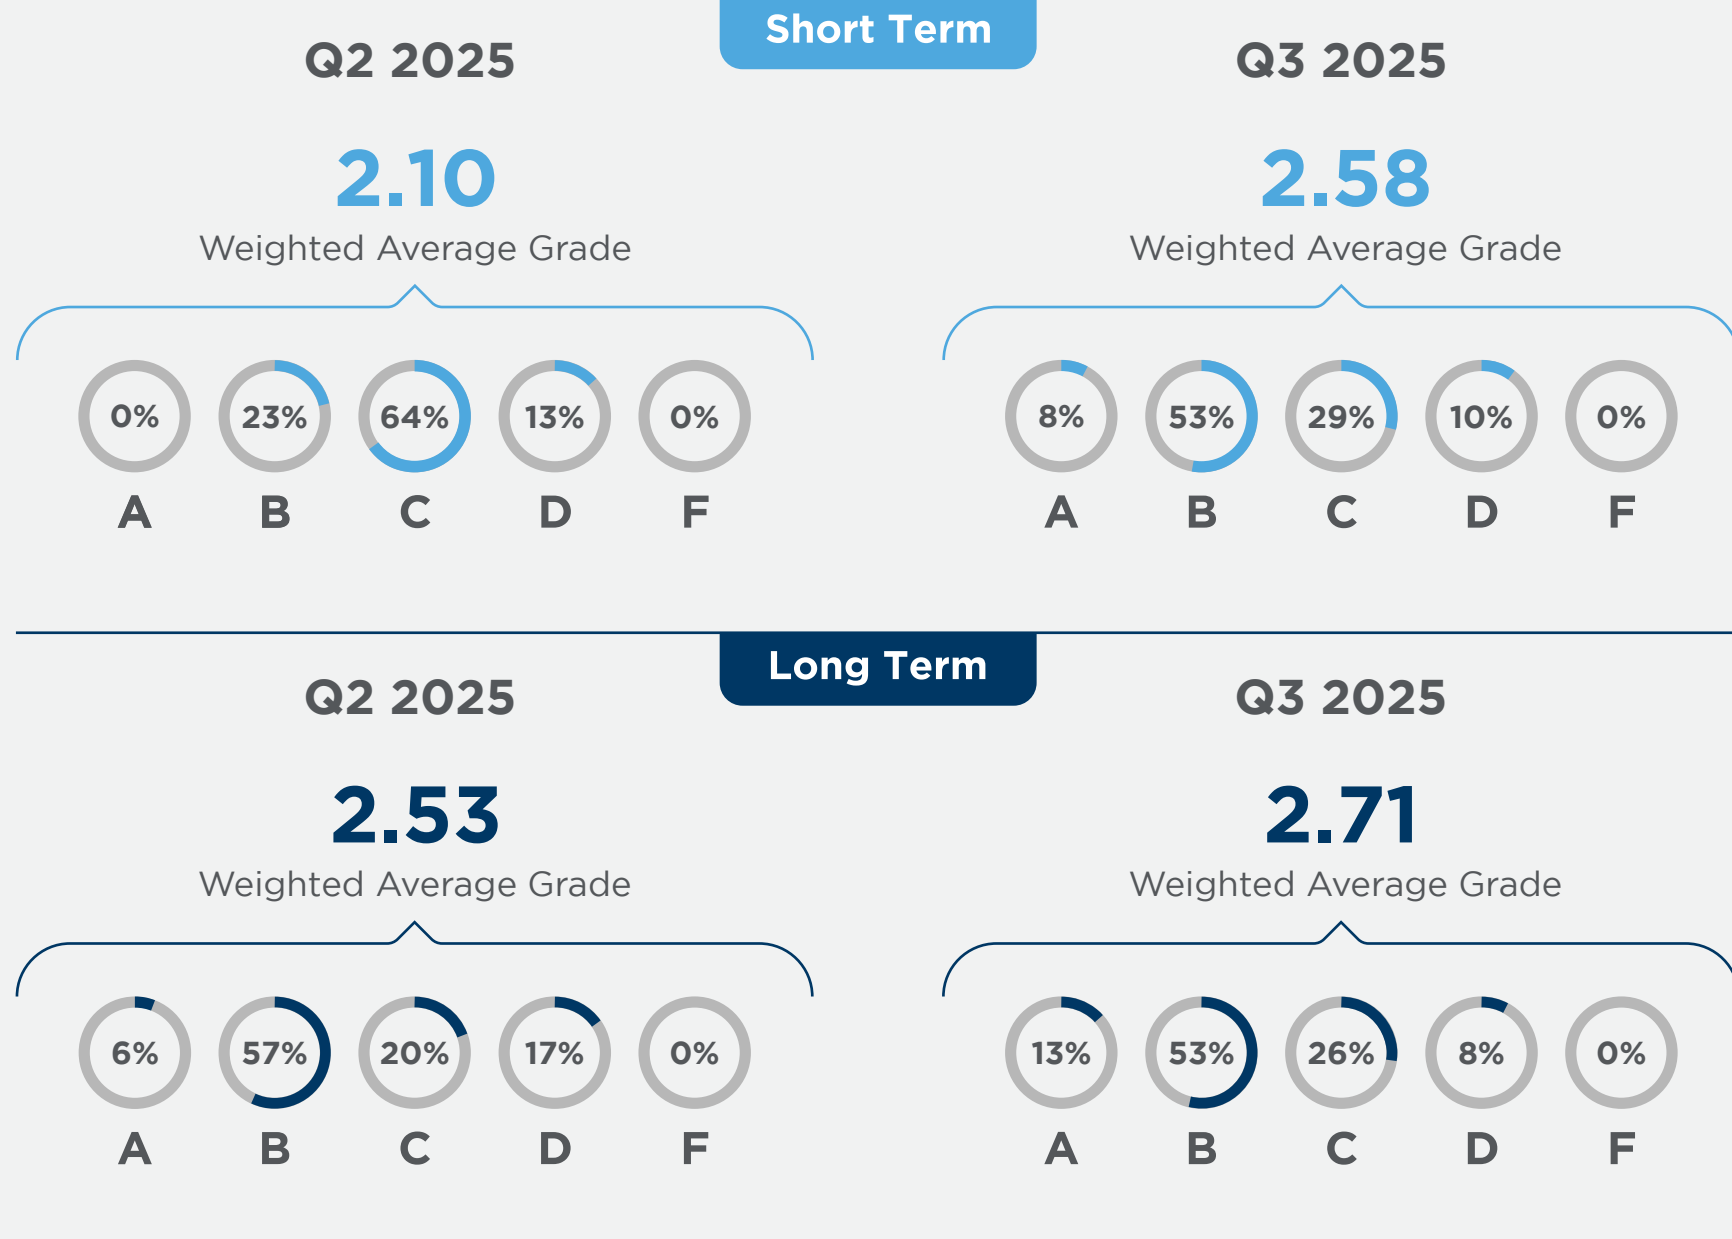 Short Term
Q2 2025
2.10
Weighted Average Grade
0% 23% 64% 13% 0%
A B C D F
Q3 2025
2.58
Weighted Average Grade
8% 53% 29% 10% 0%
A B C D F
Long Term
Q2 2025
2.53
Weighted Average Grade
6% 57% 20% 17% 0%
A B C D F
Q3 2025
2.71
Weighted Average Grade
13% 53% 26% 8% 0%
A B C D F